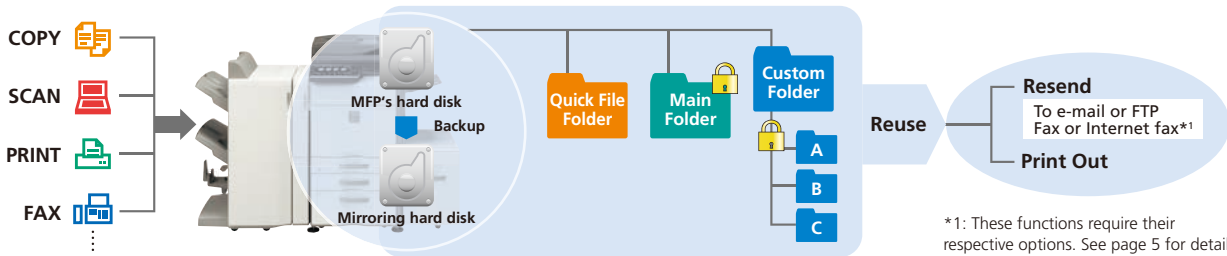 COPY
SCAN
PRINT
FAX
MFP's hard disk
Backup
Mirroring hard disk
Quick File
Folder
Main
Folder
Custom
Folder
A
B
C
Reuse
Resend
To e-mail or FTP
Fax or Internet fax*1
Print Out
*1: These functions require their
respective options. See page 5 for detail